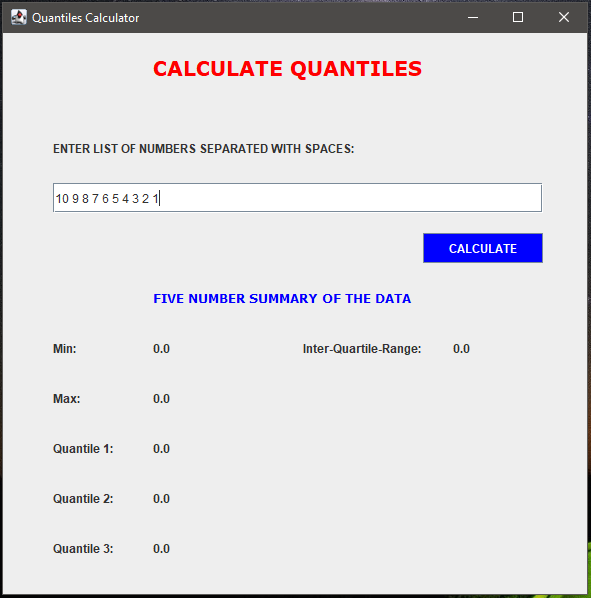 Quantiles Calculator
CALCULATE QUANTILES
ENTER LIST OF NUMBERS SEPARATED WITH SPACES:
10 9 8 7 6 5 4 3 2 1
CALCULATE
FIVE NUMBER SUMMARY OF THE DATA
Min: 0.0 Inter-Quartile-Range: 0.0
Max: 0.0
Quantile 1: 0.0
Quantile 2: 0.0
Quantile 3: 0.0